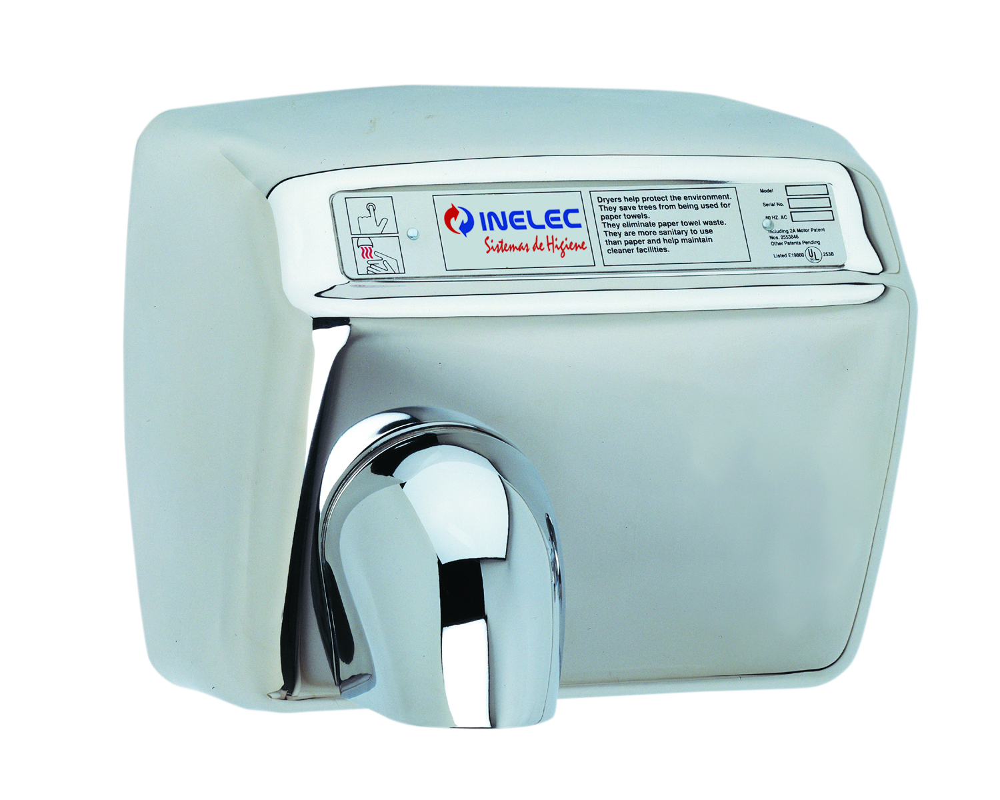 INELEC
Sistemas de Higiene
Dryers help protect the environment.
They save trees from being used for
paper towels.
They eliminate paper towel waste.
They are more sanitary to use
than paper and help maintain
cleaner facilities.
Model
Serial No.
60 HZ. AC
Including 2A Motor Patent
Nos. 2553846
Other Patents Pending
Listed E19860 UL 253B